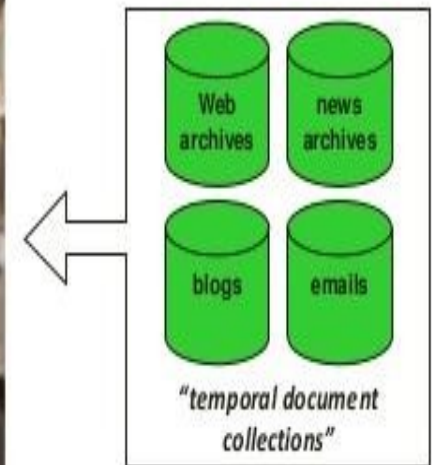 Web
archives
news
archives
blogs
emails
"temporal document
collections"